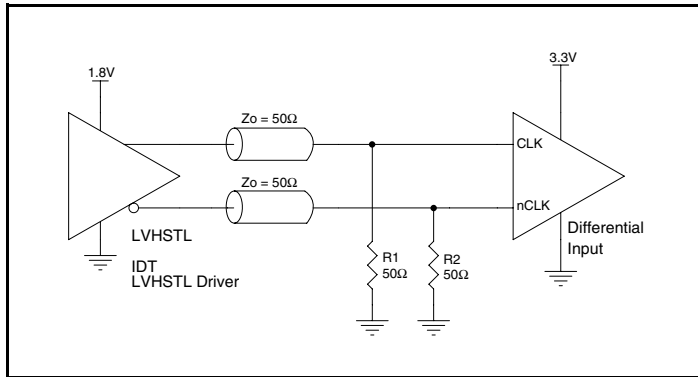 1.8V
3.3V
Zo = 50Ω
CLK
Zo = 50Ω
nCLK
LVHSTL
Differential
Input
IDT
LVHSTL Driver
R1
50Ω
R2
50Ω